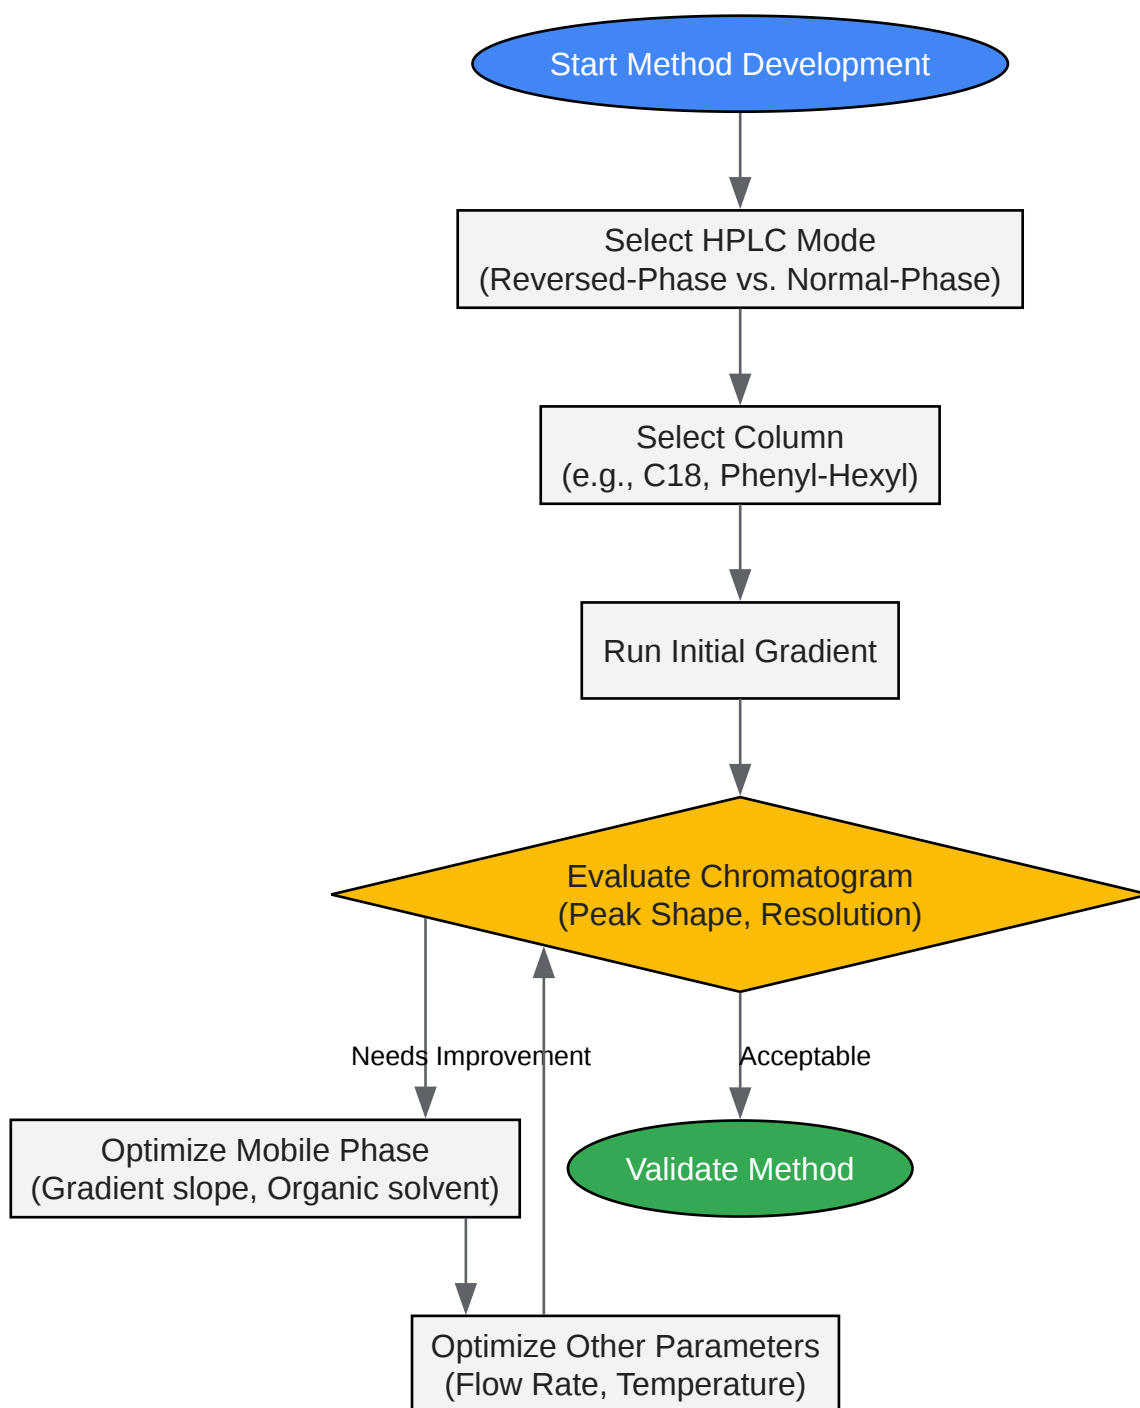 Start Method Development
Select HPLC Mode
(Reversed-Phase vs. Normal-Phase)
Select Column
(e.g., C18, Phenyl-Hexyl)
Run Initial Gradient
Evaluate Chromatogram
(Peak Shape, Resolution)
Needs Improvement
Acceptable
Optimize Mobile Phase
(Gradient slope, Organic solvent)
Validate Method
Optimize Other Parameters
(Flow Rate, Temperature)